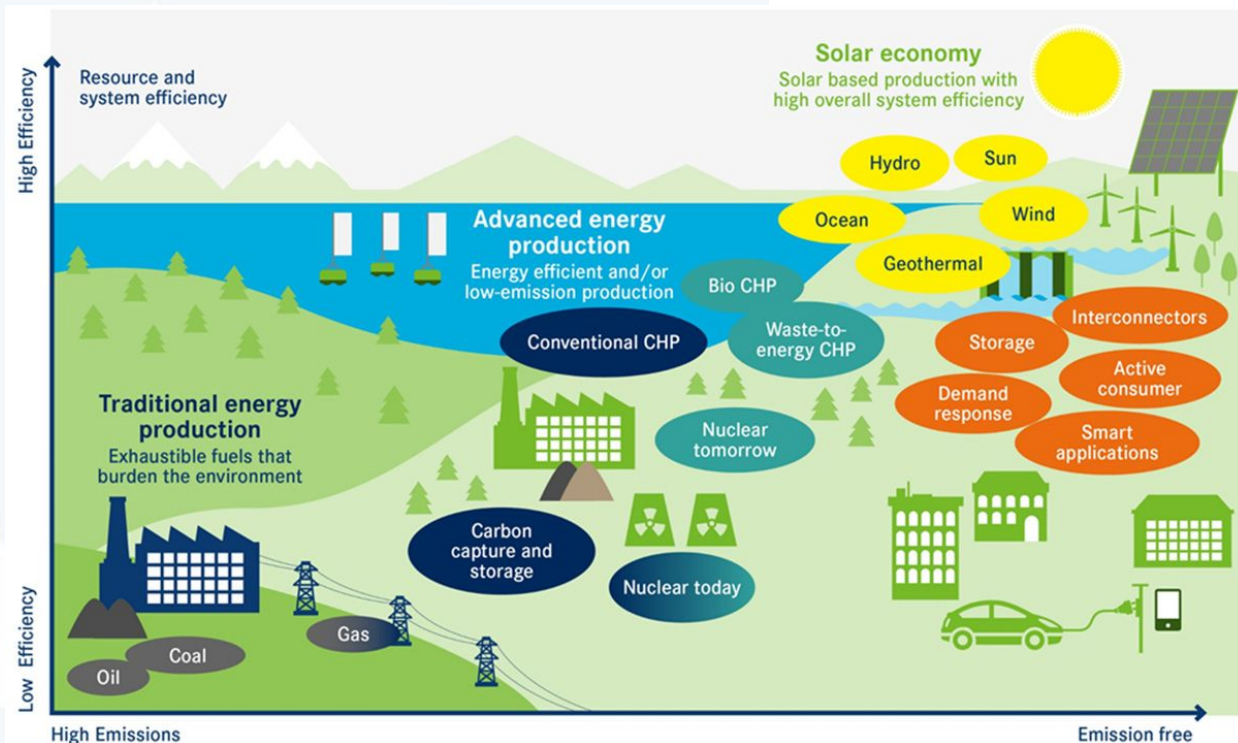 High Efficiency
Resource and
system efficiency
Solar economy
Solar based production with
high overall system efficiency
Hydro
Sun
Ocean
Wind
Geothermal
Advanced energy
production
Energy efficient and/or
low-emission production
Bio CHP
Conventional CHP
Waste-to-
energy CHP
Interconnectors
Storage
Active
consumer
Demand
response
Smart
applications
Traditional energy
production
Exhaustible fuels that
burden the environment
Nuclear
tomorrow
Carbon
capture and
storage
Nuclear today
Gas
Coal
Oil
Low Efficiency
High Emissions
Emission free